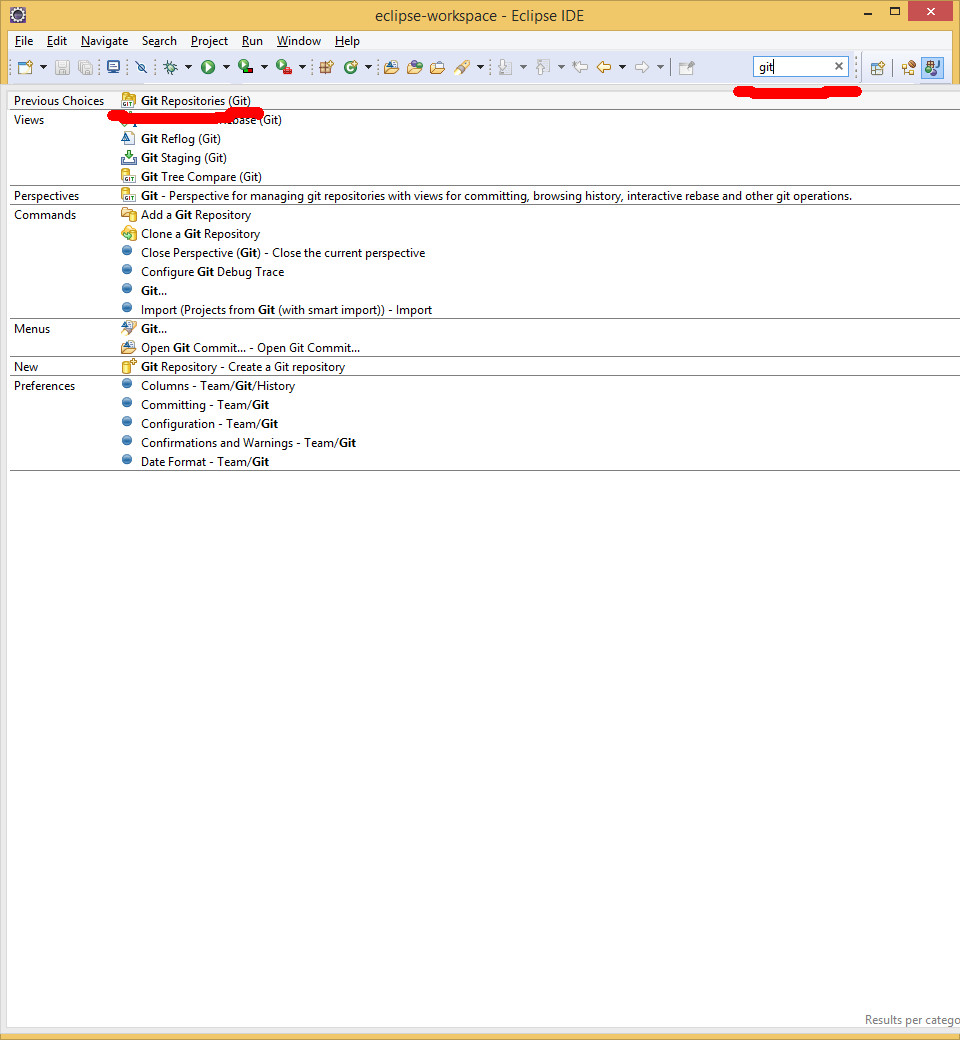 eclipse-workspace - Eclipse IDE
File Edit Navigate Search Project Run Window Help
git
Previous Choices Git Repositories (Git)
Views (Git)
Git Reflog (Git)
Git Staging (Git)
Git Tree Compare (Git)
Perspectives Git - Perspective for managing git repositories with views for committing, browsing history, interactive rebase and other git operations.
Commands Add a Git Repository
Clone a Git Repository
Close Perspective (Git) - Close the current perspective
Configure Git Debug Trace
Git...
Import (Projects from Git (with smart import)) - Import
Menus Git...
Open Git Commit... - Open Git Commit...
New Git Repository - Create a Git repository
Preferences Columns - Team/Git/History
Committing - Team/Git
Configuration - Team/Git
Confirmations and Warnings - Team/Git
Date Format - Team/Git
Results per catego